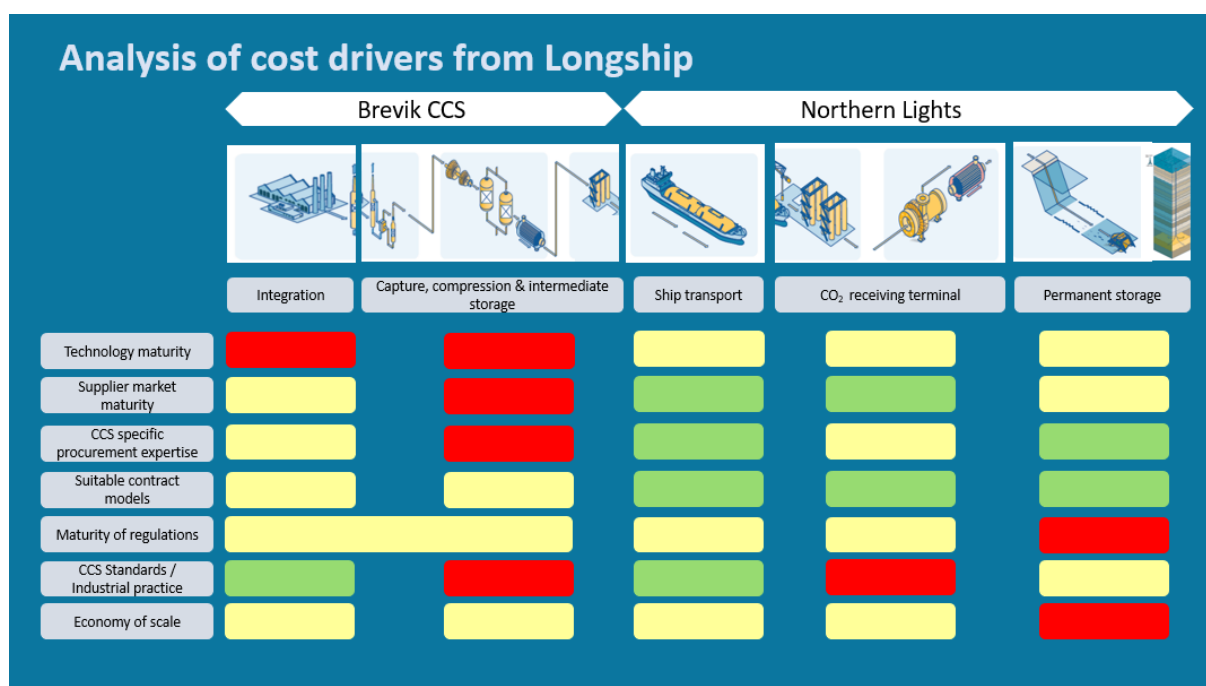 Analysis of cost drivers from Longship
Brevik CCS
Northern Lights
Integration
Capture, compression & intermediate
storage
Ship transport
CO₂ receiving terminal
Permanent storage
Technology maturity
Supplier market
maturity
CCS specific
procurement expertise
Suitable contract
models
Maturity of regulations
CCS Standards /
Industrial practice
Economy of scale